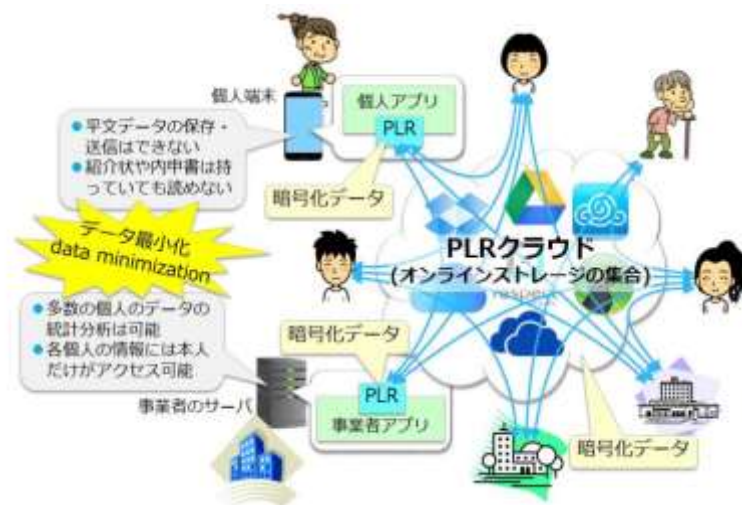 個人端末
個人アプリ
PLR
● 平文データの保存・
送信はできない
● 紹介状や内申書は持
っていても読めない
暗号化データ
データ最小化
data minimization
PLRクラウド
(オンラインストレージの集合)
● 多数の個人のデータの
統計分析は可能
● 各個人の情報には本人
だけがアクセス可能
暗号化データ
PLR
事業者のサーバ
事業者アプリ
暗号化データ